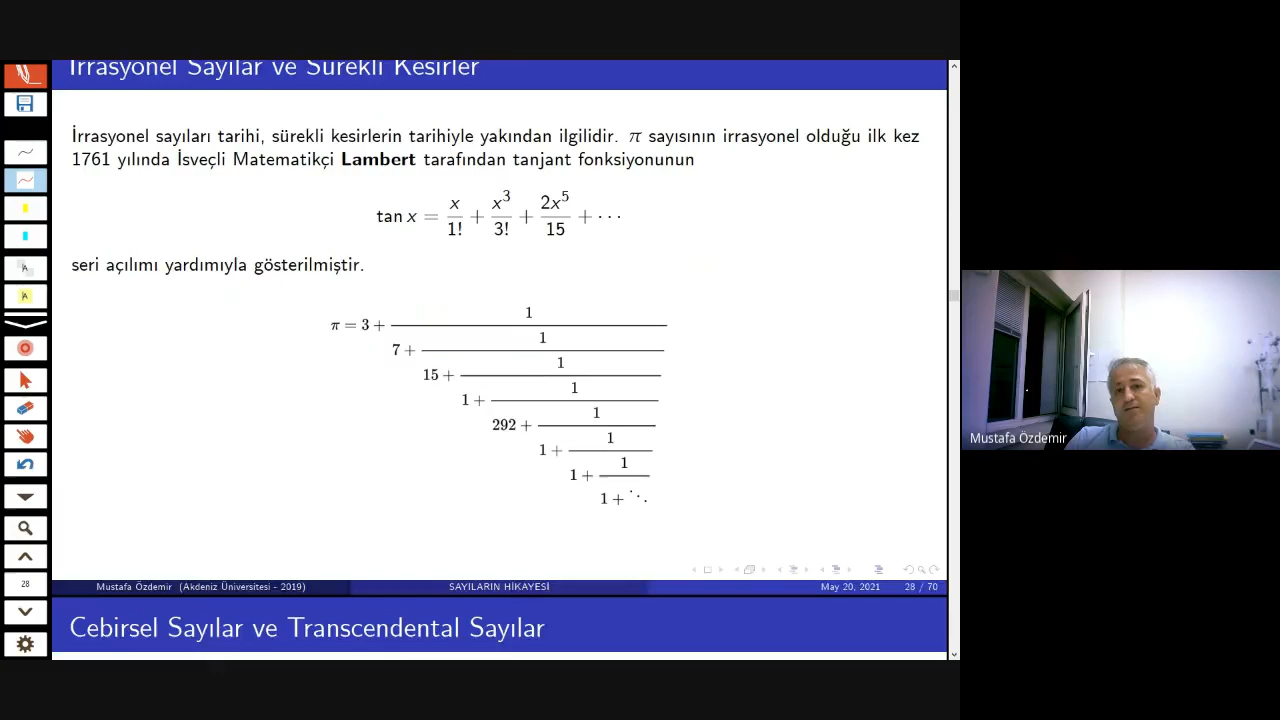 İrrasyonel Sayılar ve Sürekli Kesirler
İrrasyonel sayıları tarihi, sürekli kesirlerin tarihiyle yakından ilgilidir. π sayısının irrasyonel olduğu ilk kez
1761 yılında İsveçli Matematikçi Lambert tarafından tanjant fonksiyonunun
tan x = x/1! + x^3/3! + 2x^5/15 + ⋯
seri açılımı yardımıyla gösterilmiştir.
π = 3 + 1
7 + 1
15 + 1
1 + 1
292 + 1
1 + 1
1 + 1
1 + ⋱
Mustafa Özdemir (Akdeniz Üniversitesi - 2019) SAYILARIN HİKAYESİ May 20, 2021 28 / 70
Cebirsel Sayılar ve Transcendental Sayılar
28
A
A
Mustafa Özdemir